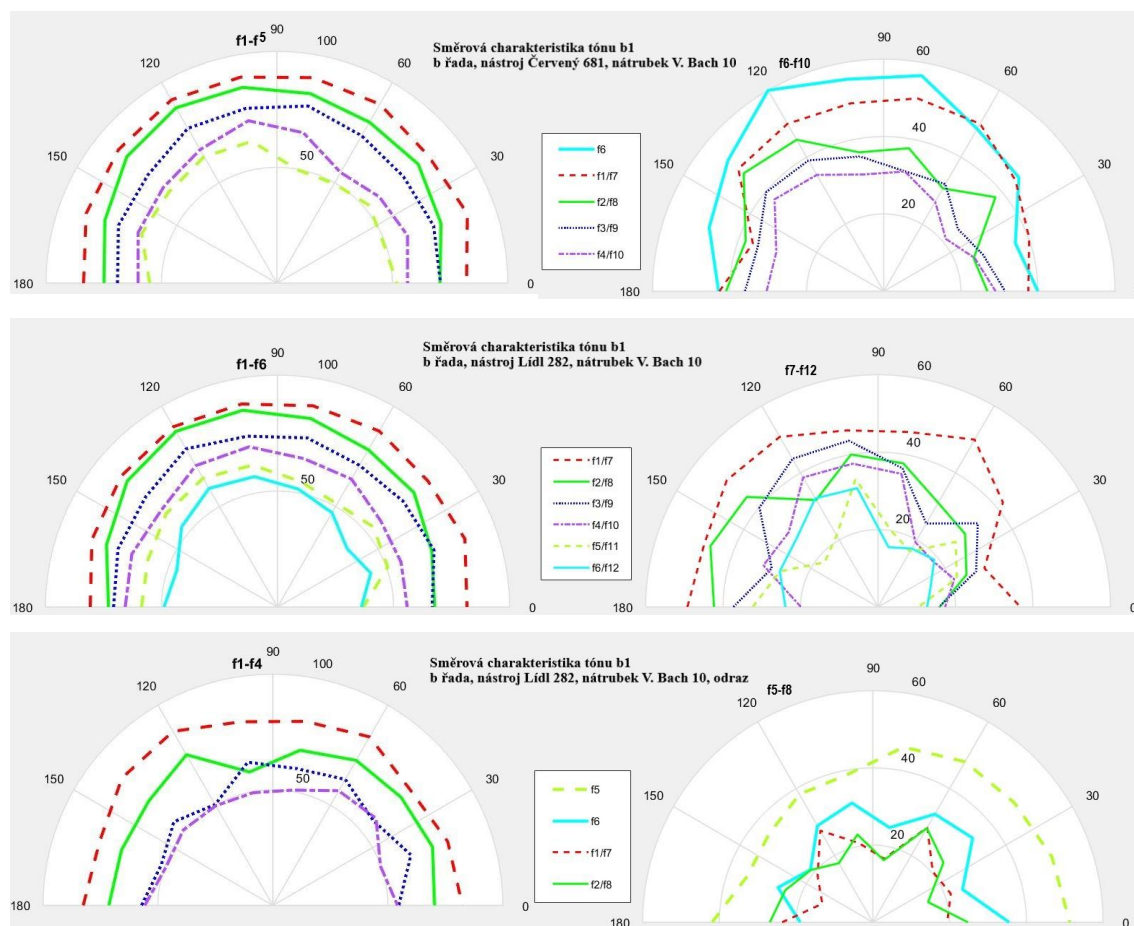 f1-f5
90
100
120
60
150
50
30
180
0
Směrová charakteristika tónu b1
b řada, nástroj Červený 681, nátrubek V. Bach 10
f6
f1/f7
f2/f8
f3/f9
f4/f10
f6-f10
90
60
120
60
40
150
30
20
180
f1-f6
90
100
120
60
150
50
30
180
0
Směrová charakteristika tónu b1
b řada, nástroj Lídl 282, nátrubek V. Bach 10
f1/f7
f2/f8
f3/f9
f4/f10
f5/f11
f6/f12
f7-f12
90
60
120
60
40
150
30
20
180
0
f1-f4
90
100
120
60
150
50
30
180
0
Směrová charakteristika tónu b1
b řada, nástroj Lídl 282, nátrubek V. Bach 10, odraz
f5
f6
f1/f7
f2/f8
f5-f8
90
60
120
60
40
150
30
20
180